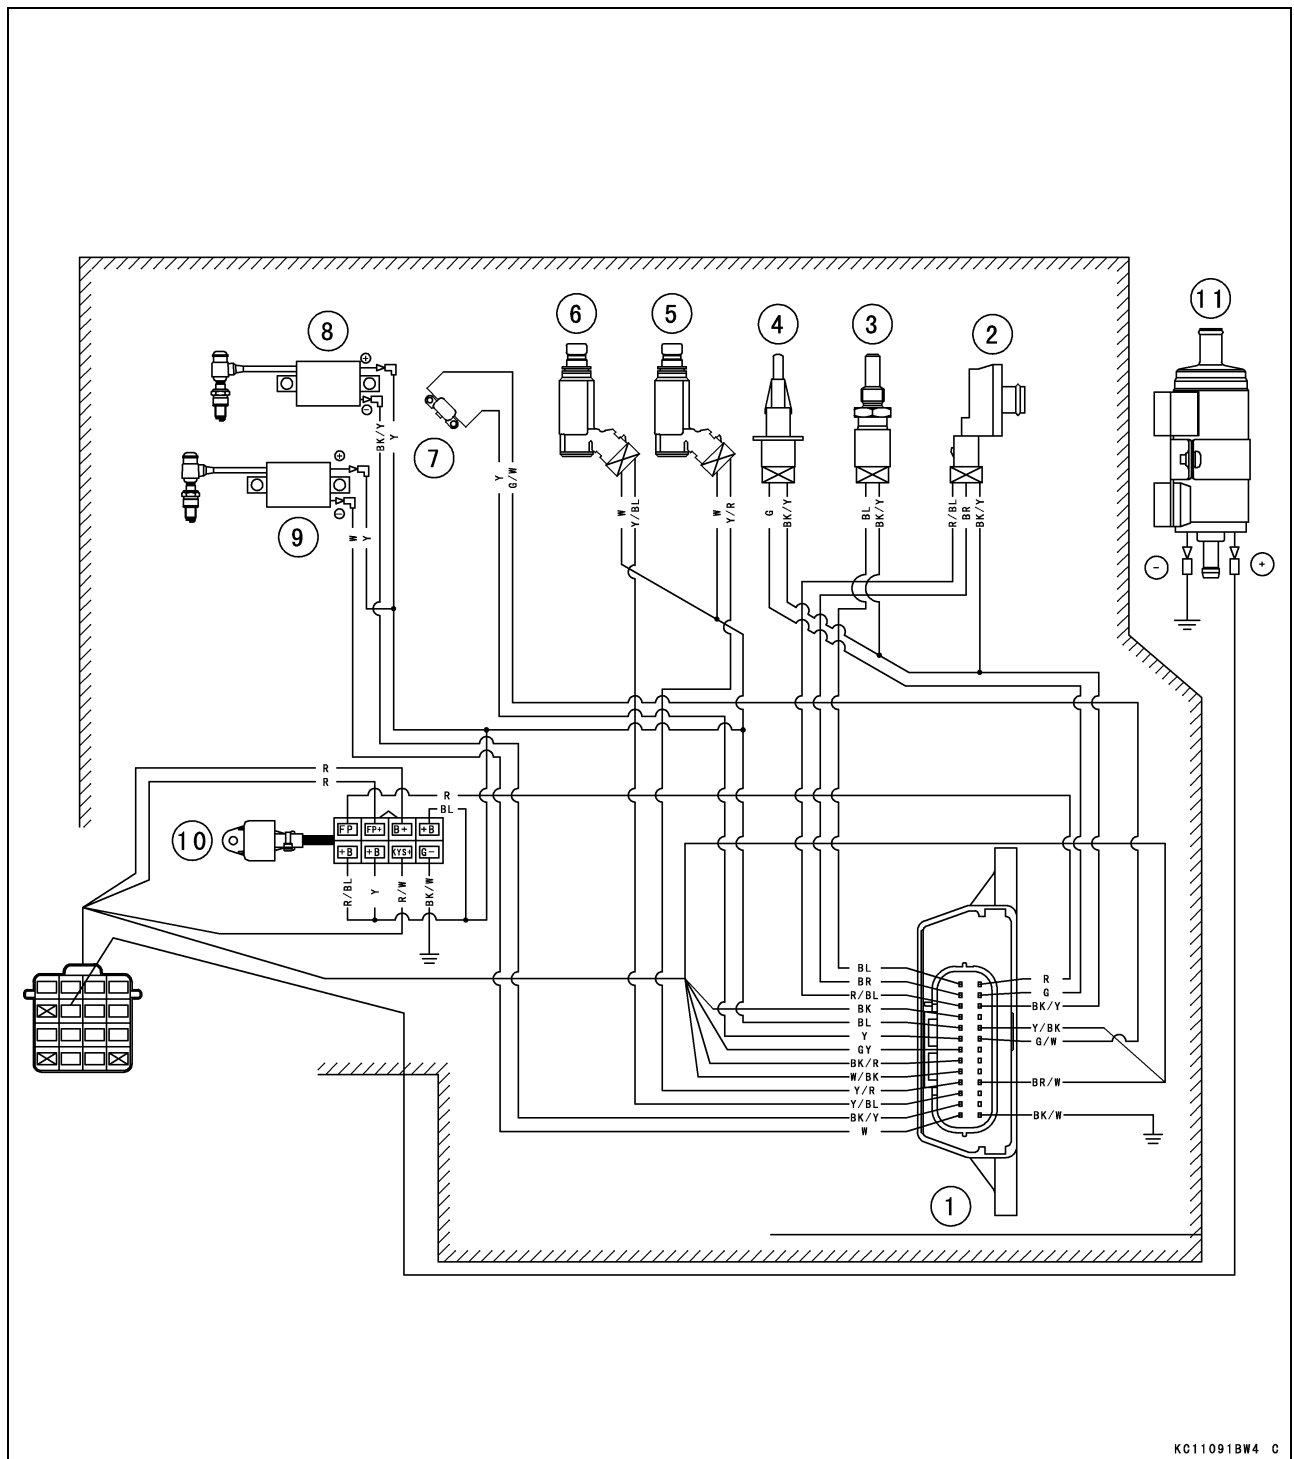 11
6
5
4
3
2
8
+
-
BK/Y
Y
7
Y
G/W
W
Y/BL
W
Y/R
G
BK/Y
BL
BK/Y
R/BL
BR
BK/Y
+
-
9
W
Y
-
+
R
R
R
BL
10
FP
FP+
B+
+B
+B
+B
KYS+
G-
R/BL
Y
R/W
BK/W
BL
BR
R/BL
BK
BL
Y
GY
BK/R
W/BK
Y/R
Y/BL
BK/Y
W
R
G
BK/Y
Y/BK
G/W
BR/W
BK/W
1
KC11091BW4 C